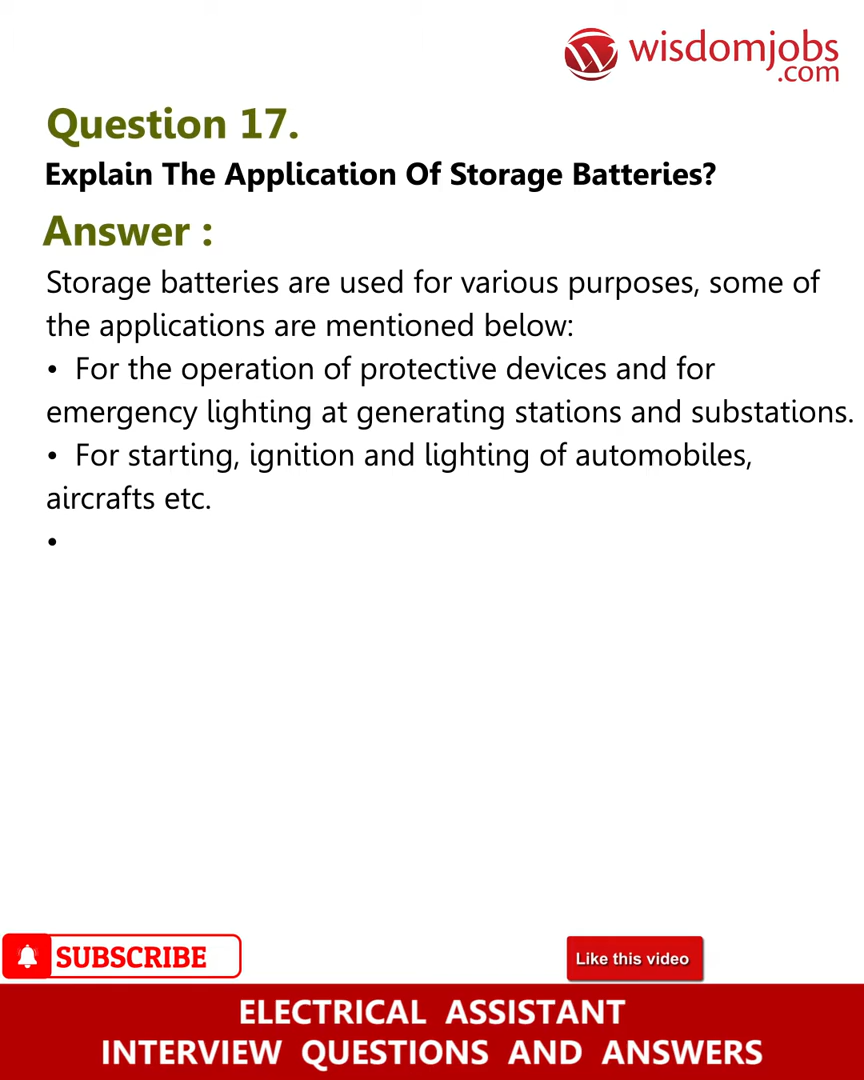 wisdomjobs
.com
Question 17.
Explain The Application Of Storage Batteries?
Answer :
Storage batteries are used for various purposes, some of
the applications are mentioned below:
• For the operation of protective devices and for
emergency lighting at generating stations and substations.
• For starting, ignition and lighting of automobiles,
aircrafts etc.
•
SUBSCRIBE
Like this video
ELECTRICAL ASSISTANT
INTERVIEW QUESTIONS AND ANSWERS